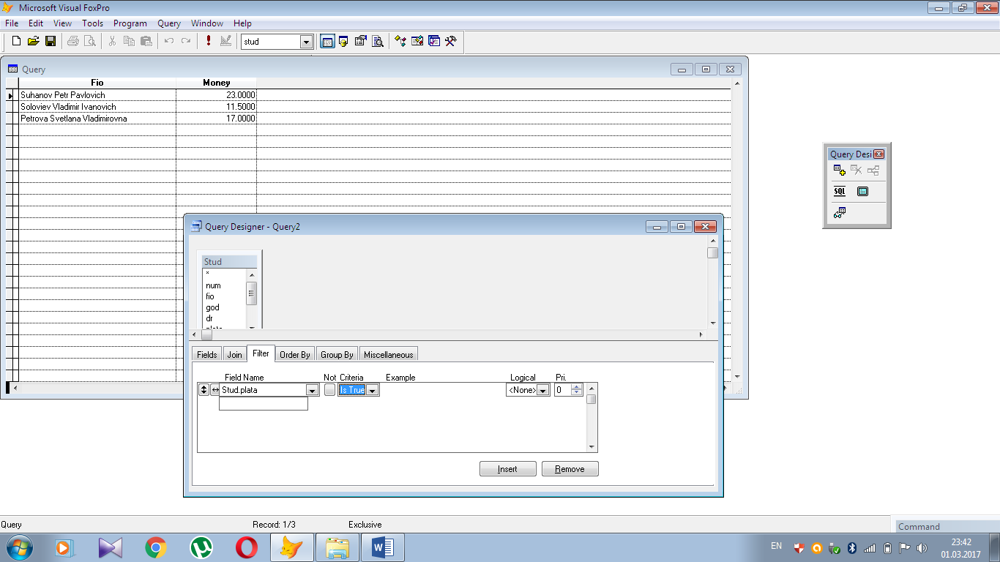 Microsoft Visual FoxPro
File Edit View Tools Program Query Window Help
stud
Query
Fio Money
Suhanov Petr Pavlovich 23.0000
Soloviev Vladimir Ivanovich 11.5000
Petrova Svetlana Vladimirovna 17.0000
Query Desi
SQL
Query Designer - Query2
Stud
*
num
fio
god
dr
Fields Join Filter Order By Group By Miscellaneous
Field Name Not Criteria Example Logical Pri.
Stud.plata Is True <None> 0
Insert Remove
Query Record: 1/3 Exclusive
Command
EN 23:42
01.03.2017